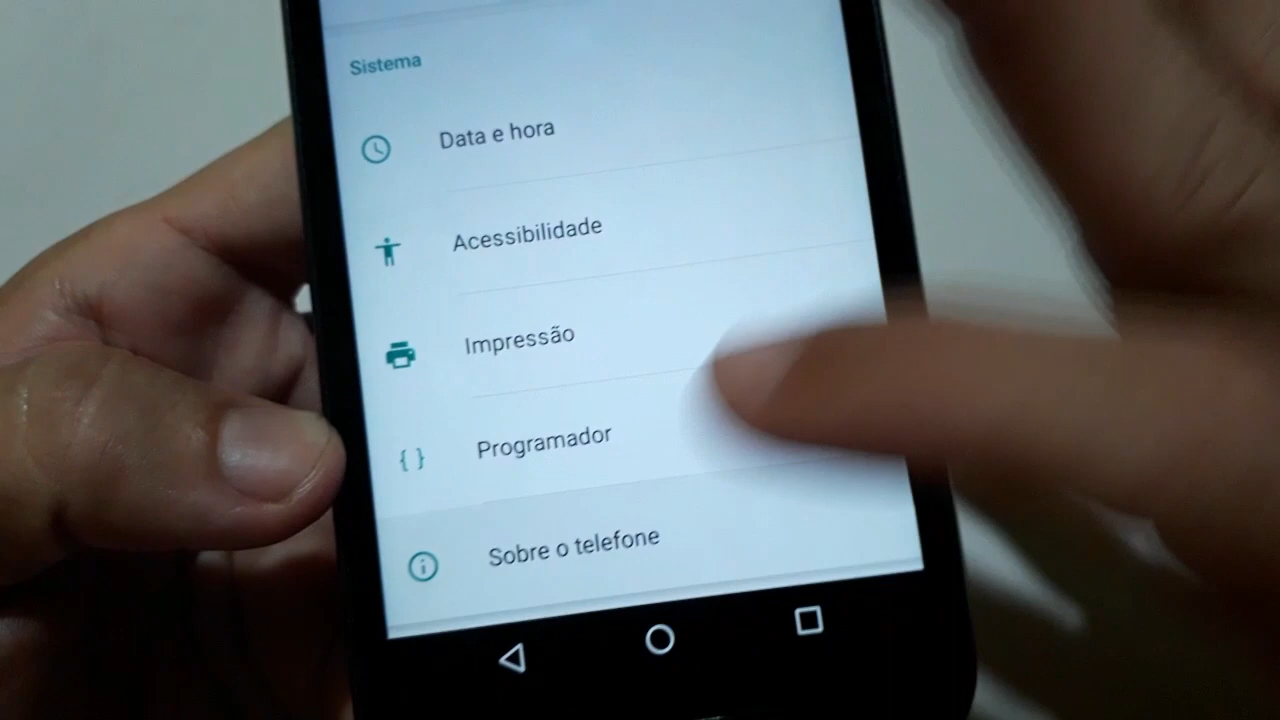 Sistema
Data e hora
Acessibilidade
Impressão
{ } Programador
Sobre o telefone